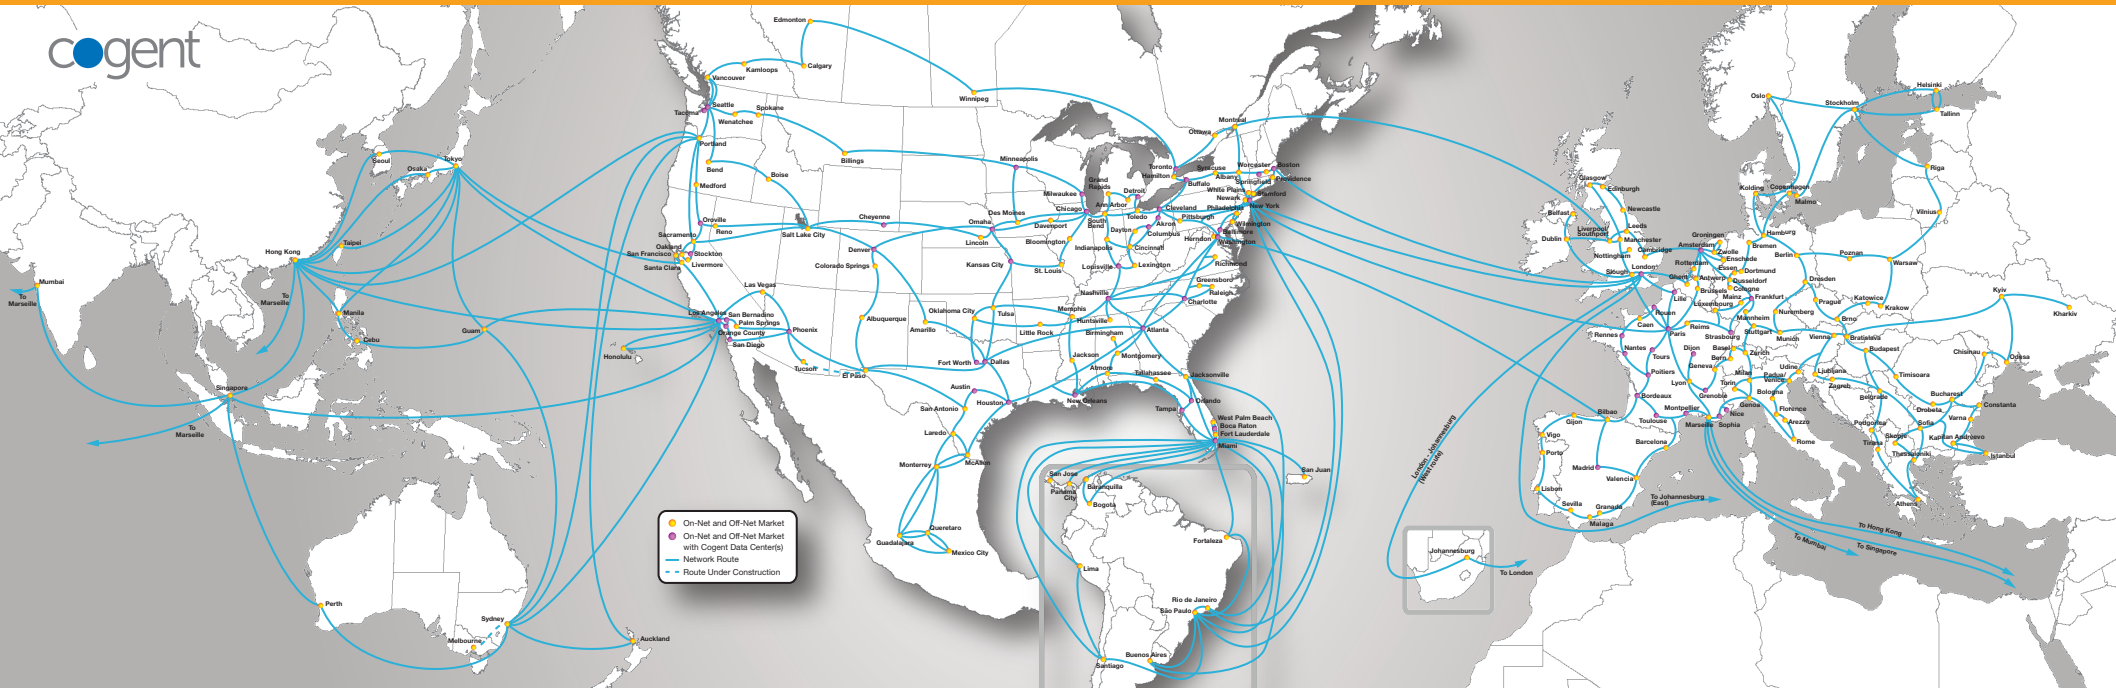 cogent
Edmonton
Calgary
Kamloops
Vancouver
Winnipeg
Seattle
Tacoma
Spokane
Wenatchee
Portland
Bend
Boise
Medford
Billings
Minneapolis
Montreal
Ottawa
Toronto
Hamilton
Syracuse
Worcester
Boston
Albany
Springfield
Providence
Buffalo
White Plains
Stamford
Newark
New York
Philadelphia
Wilmington
Baltimore
Washington
Herndon
Richmond
Grand
Rapids
Detroit
Milwaukee
Ann Arbor
Chicago
Toledo
Cleveland
Pittsburgh
Akron
Columbus
South
Bend
Dayton
Indianapolis
Cincinnati
Louisville
Lexington
Des Moines
Davenport
Omaha
Lincoln
Bloomington
Kansas City
St. Louis
Oroville
Reno
Sacramento
Oakland
San Francisco
Stockton
Santa Clara
Livermore
Salt Lake City
Cheyenne
Denver
Colorado Springs
Las Vegas
Los Angeles
San Bernadino
Palm Springs
Orange County
San Diego
Phoenix
Tucson
El Paso
Albuquerque
Amarillo
Oklahoma City
Tulsa
Little Rock
Memphis
Nashville
Huntsville
Birmingham
Greensboro
Raleigh
Charlotte
Atlanta
Montgomery
Jackson
Atmore
Tallahassee
Jacksonville
Fort Worth
Dallas
Austin
Houston
New Orleans
San Antonio
Laredo
Monterrey
McAllen
Orlando
Tampa
West Palm Beach
Boca Raton
Fort Lauderdale
Miami
San Juan
Queretaro
Guadalajara
Mexico City
San Jose
Panama
City
Baranquilla
Bogota
Lima
Fortaleza
Rio de Janeiro
São Paulo
Buenos Aires
Santiago
Honolulu
Seoul
Osaka
Tokyo
Taipei
Hong Kong
Mumbai
To
Marseille
To
Marseille
Manila
Cebu
Guam
Singapore
To
Marseille
Perth
Sydney
Melbourne
Auckland
On-Net and Off-Net Market
On-Net and Off-Net Market
with Cogent Data Center(s)
Network Route
Route Under Construction
London - Johannesburg
(West route)
Johannesburg
To London
To Johannesburg
(East)
To Hong Kong
To Mumbai
To Singapore
Oslo
Stockholm
Helsinki
Tallinn
Riga
Vilnius
Kolding
Copenhagen
Malmo
Glasgow
Edinburgh
Newcastle
Belfast
Leeds
Liverpool
Southport
Dublin
Manchester
Nottingham
Cambridge
Slough
London
Groningen
Amsterdam
Zwolle
Enschede
Rotterdam
Essen
Dortmund
Dusseldorf
Ghent
Antwerp
Brussels
Cologne
Lille
Luxembourg
Mainz
Frankfurt
Hamburg
Bremen
Berlin
Poznan
Warsaw
Dresden
Prague
Katowice
Krakow
Nuremberg
Brno
Mannheim
Stuttgart
Munich
Vienna
Bratislava
Budapest
Kyiv
Kharkiv
Chisinau
Odesa
Rouen
Caen
Rennes
Paris
Reims
Strasbourg
Nantes
Tours
Dijon
Basel
Bern
Zurich
Geneva
Poitiers
Lyon
Grenoble
Bordeaux
Torin
Milan
Padua/
Venice
Udine
Ljubljana
Zagreb
Timisoara
Belgrade
Bucharest
Drobeta
Constanta
Varna
Sofia
Kapitan Andreevo
Podgorica
Skopje
Tirana
Thessaloniki
Istanbul
Athens
Bologna
Genoa
Florence
Arezzo
Rome
Montpellier
Toulouse
Marseille
Sophia
Nice
Bilbao
Gijon
Vigo
Porto
Barcelona
Madrid
Valencia
Lisbon
Sevilla
Granada
Malaga